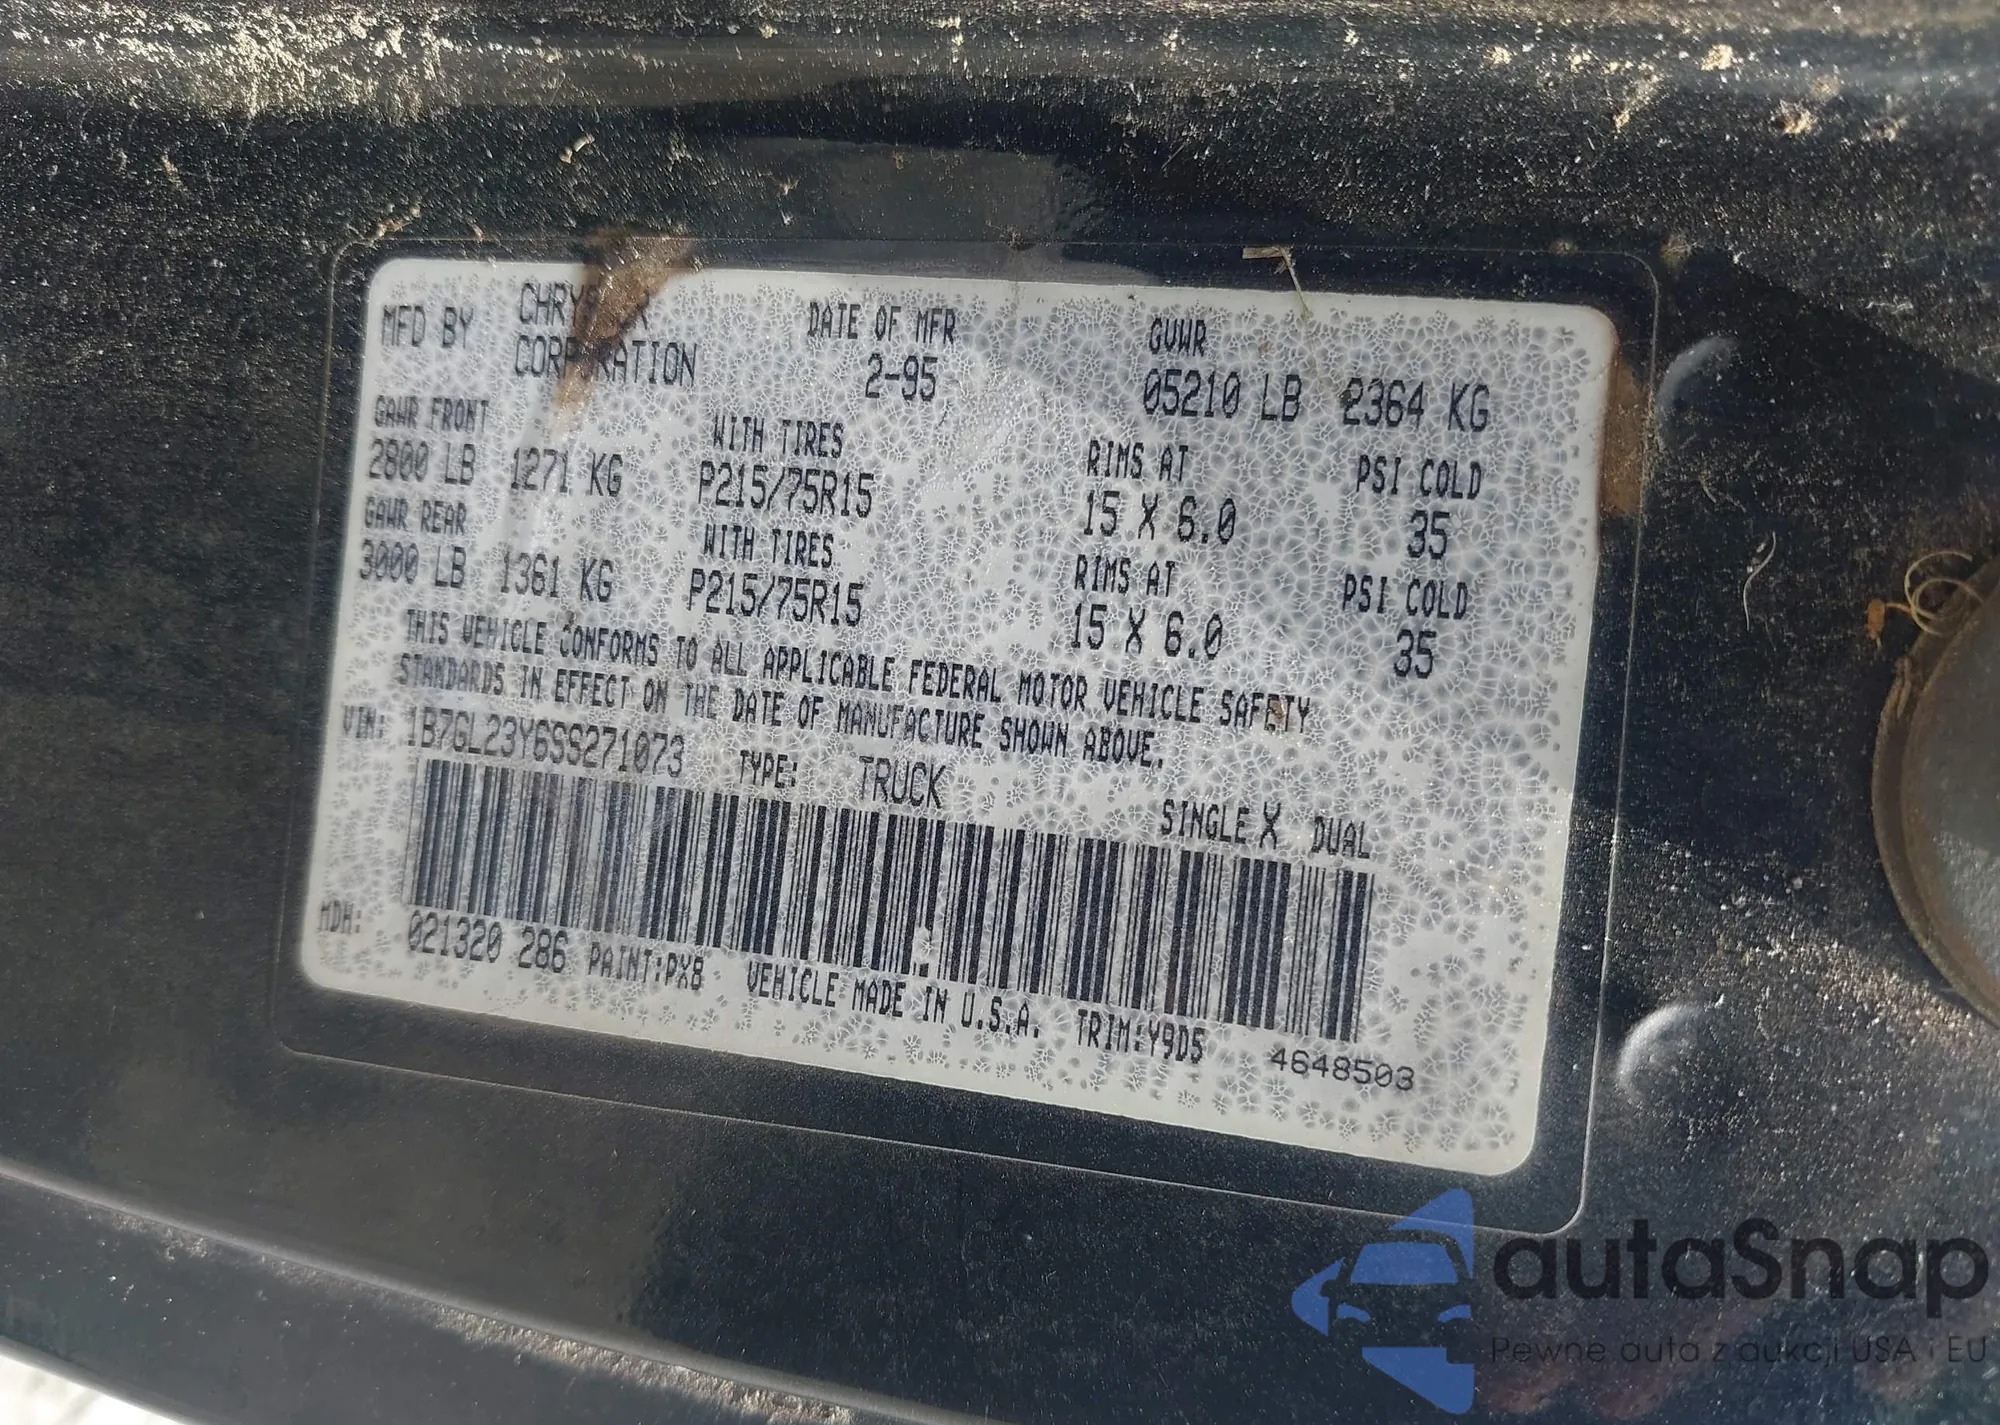 MFD BY CHRYSLER CORPORATION
DATE OF MFR 2-95
GVWR 05210 LB 2364 KG
GAWR FRONT WITH TIRES RIMS AT PSI COLD
2800 LB 1271 KG P215/75R15 15 X 6.0 35
GAWR REAR WITH TIRES RIMS AT PSI COLD
3000 LB 1361 KG P215/75R15 15 X 6.0 35
THIS VEHICLE CONFORMS TO ALL APPLICABLE FEDERAL MOTOR VEHICLE SAFETY
STANDARDS IN EFFECT ON THE DATE OF MANUFACTURE SHOWN ABOVE.
VIN: 1B7GL23Y6SS271073 TYPE: TRUCK SINGLE X DUAL
MDH: 021320 286 PAINT:PX8 VEHICLE MADE IN U.S.A. TRIM:Y9D5 4648503
autaSnap
Pewne auta z aukcji USA i EU